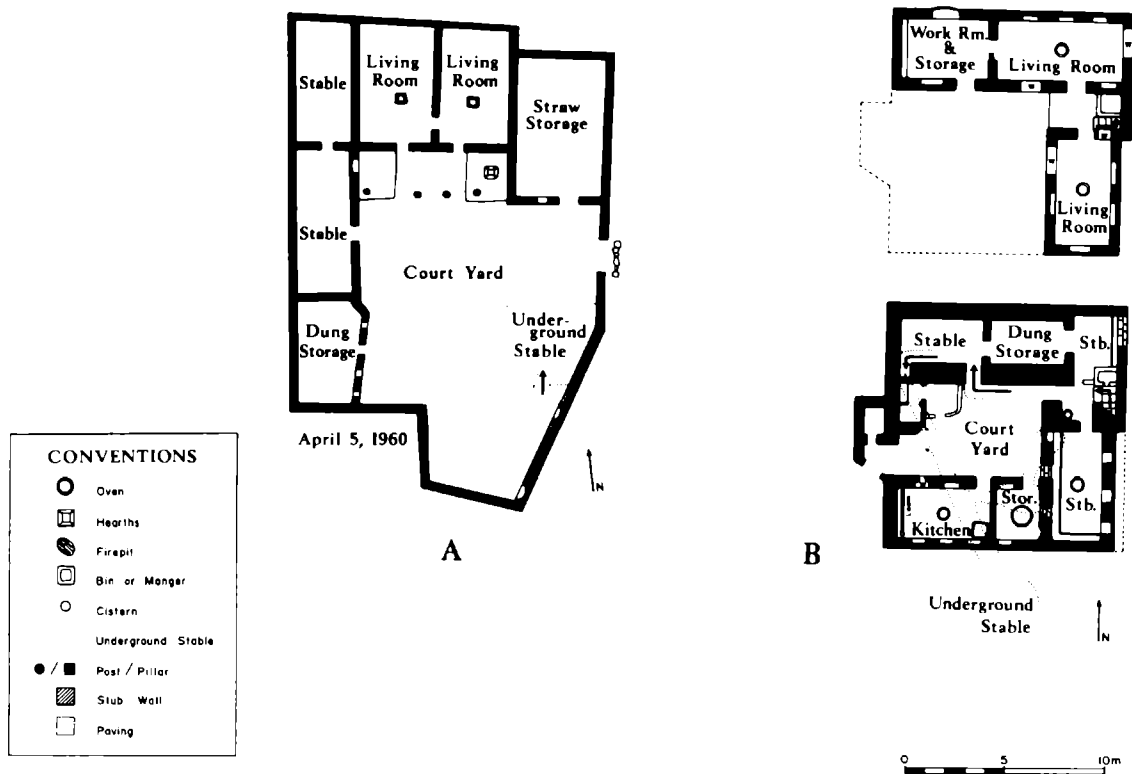 Stable
Living
Room
Living
Room
Straw
Storage
Stable
Court Yard
Under-
ground
Stable
Dung
Storage
April 5, 1960
N
A
Work Rm.
&
Storage
Living Room
W
W
W
W
Living
Room
Stable
Dung
Storage
Stb.
Court
Yard
Stor.
Stb.
Kitchen
B
Underground
Stable
N
CONVENTIONS
Oven
Hearths
Firepit
Bin or Manger
Cistern
Underground Stable
/ Post / Pillar
Stub Wall
Paving
0 5 10m